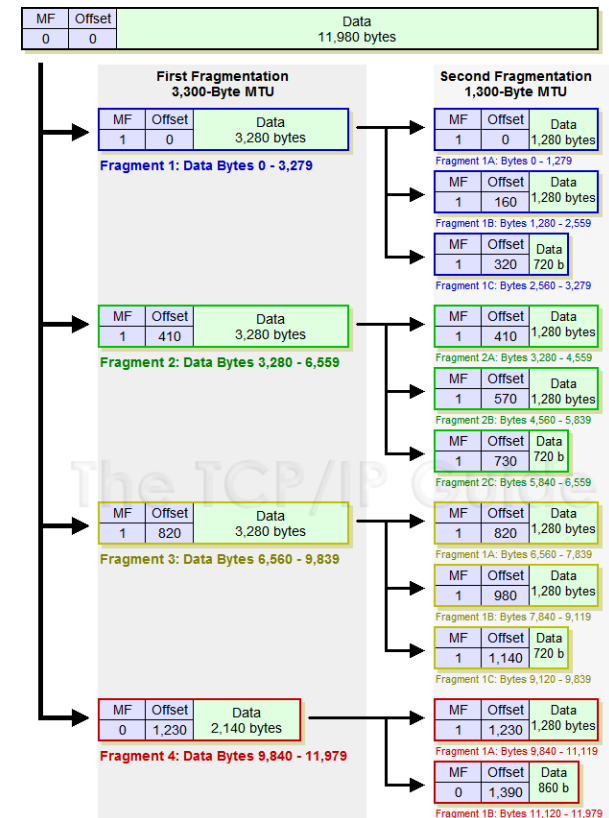 MF Offset Data
0 0 11,980 bytes
First Fragmentation
3,300-Byte MTU
Second Fragmentation
1,300-Byte MTU
MF Offset Data
1 0 3,280 bytes
Fragment 1: Data Bytes 0 - 3,279
MF Offset Data
1 0 1,280 bytes
Fragment 1A: Bytes 0 - 1,279
MF Offset Data
1 160 1,280 bytes
Fragment 1B: Bytes 1,280 - 2,559
MF Offset Data
1 320 720 b
Fragment 1C: Bytes 2,560 - 3,279
MF Offset Data
1 410 3,280 bytes
Fragment 2: Data Bytes 3,280 - 6,559
MF Offset Data
1 410 1,280 bytes
Fragment 2A: Bytes 3,280 - 4,559
MF Offset Data
1 570 1,280 bytes
Fragment 2B: Bytes 4,560 - 5,839
MF Offset Data
1 730 720 b
Fragment 2C: Bytes 5,840 - 6,559
The TCP/IP Guide
MF Offset Data
1 820 3,280 bytes
Fragment 3: Data Bytes 6,560 - 9,839
MF Offset Data
1 820 1,280 bytes
Fragment 1A: Bytes 6,560 - 7,839
MF Offset Data
1 980 1,280 bytes
Fragment 1B: Bytes 7,840 - 9,119
MF Offset Data
1 1,140 720 b
Fragment 1C: Bytes 9,120 - 9,839
MF Offset Data
0 1,230 2,140 bytes
Fragment 4: Data Bytes 9,840 - 11,979
MF Offset Data
1 1,230 1,280 bytes
Fragment 1A: Bytes 9,840 - 11,119
MF Offset Data
0 1,390 860 b
Fragment 1B: Bytes 11,120 - 11,979